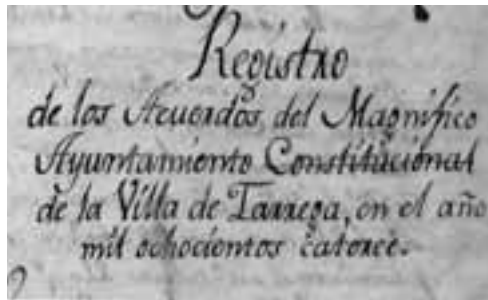 Registro
de los Acuerdos del Magnifico
Ayuntamiento Constitucional
de la Villa de Tarrega, en el año
mil ochocientos catorce.